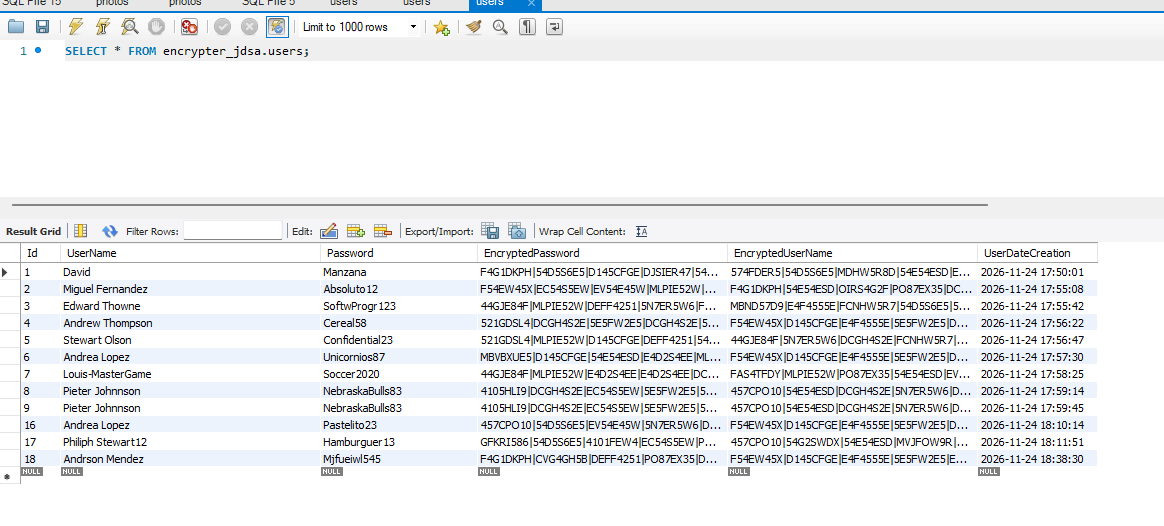 SQL File 15 photos photos SQL File 5 users users users
Limit to 1000 rows
1 SELECT * FROM encrypter_jdsa.users;
Result Grid Filter Rows: Edit: Export/Import: Wrap Cell Content:
Id UserName Password EncryptedPassword EncryptedUserName UserDateCreation
1 David Manzana F4G1DKPH|54D5S6E5|D145CFGE|DJSIER47|54... 574FDER5|54D5S6E5|MDHW5R8D|54E54ESD|E... 2026-11-24 17:50:01
2 Miguel Fernandez Absoluto12 F54EW45X|EC54S5EW|EV54E45W|MLPIE52W|... F4G1DKPH|54E54ESD|OIRS4G2F|PO87EX35|DC... 2026-11-24 17:55:08
3 Edward Thowne SoftwProgr123 44GJE84F|MLPIE52W|DEFF4251|5N7ER5W6|F... MBND57D9|E4F4555E|FCNHW5R7|54D5S6E5|5... 2026-11-24 17:55:42
4 Andrew Thompson Cereal58 521GDSL4|DCGH4S2E|5E5FW2E5|DCGH4S2E|5... F54EW45X|D145CFGE|E4F4555E|5E5FW2E5|E... 2026-11-24 17:56:22
5 Stewart Olson Confidential23 521GDSL4|MLPIE52W|D145CFGE|DEFF4251|54... 44GJE84F|5N7ER5W6|DCGH4S2E|FCNHW5R7|... 2026-11-24 17:56:47
6 Andrea Lopez Unicornios87 MBVBXUE5|D145CFGE|54E54ESD|E4D2S4EE|ML... F54EW45X|D145CFGE|E4F4555E|5E5FW2E5|D... 2026-11-24 17:57:30
7 Louis-MasterGame Soccer2020 44GJE84F|MLPIE52W|E4D2S4EE|E4D2S4EE|DC... FAS4TFDY|MLPIE52W|PO87EX35|54E54ESD|EV... 2026-11-24 17:58:25
8 Pieter Johnnson NebraskaBulls83 4105HLI9|DCGH4S2E|EC54S5EW|5E5FW2E5|5... 457CPO10|54E54ESD|DCGH4S2E|5N7ER5W6|D... 2026-11-24 17:59:14
9 Pieter Johnnson NebraskaBulls83 4105HLI9|DCGH4S2E|EC54S5EW|5E5FW2E5|5... 457CPO10|54E54ESD|DCGH4S2E|5N7ER5W6|D... 2026-11-24 17:59:45
16 Andrea Lopez Pastelito23 457CPO10|54D5S6E5|EV54E45W|5N7ER5W6|D... F54EW45X|D145CFGE|E4F4555E|5E5FW2E5|D... 2026-11-24 18:10:14
17 Philiph Stewart12 Hamburguer13 GFKRI586|54D5S6E5|4101FEW4|EC54S5EW|P... 457CPO10|54G2SWDX|54E54ESD|MVJFOW9R|... 2026-11-24 18:11:51
18 Andrson Mendez Mjfueiwl545 F4G1DKPH|CVG4GH5B|DEFF4251|PO87EX35|D... F54EW45X|D145CFGE|E4F4555E|5E5FW2E5|E... 2026-11-24 18:38:30
NULL NULL NULL NULL NULL NULL